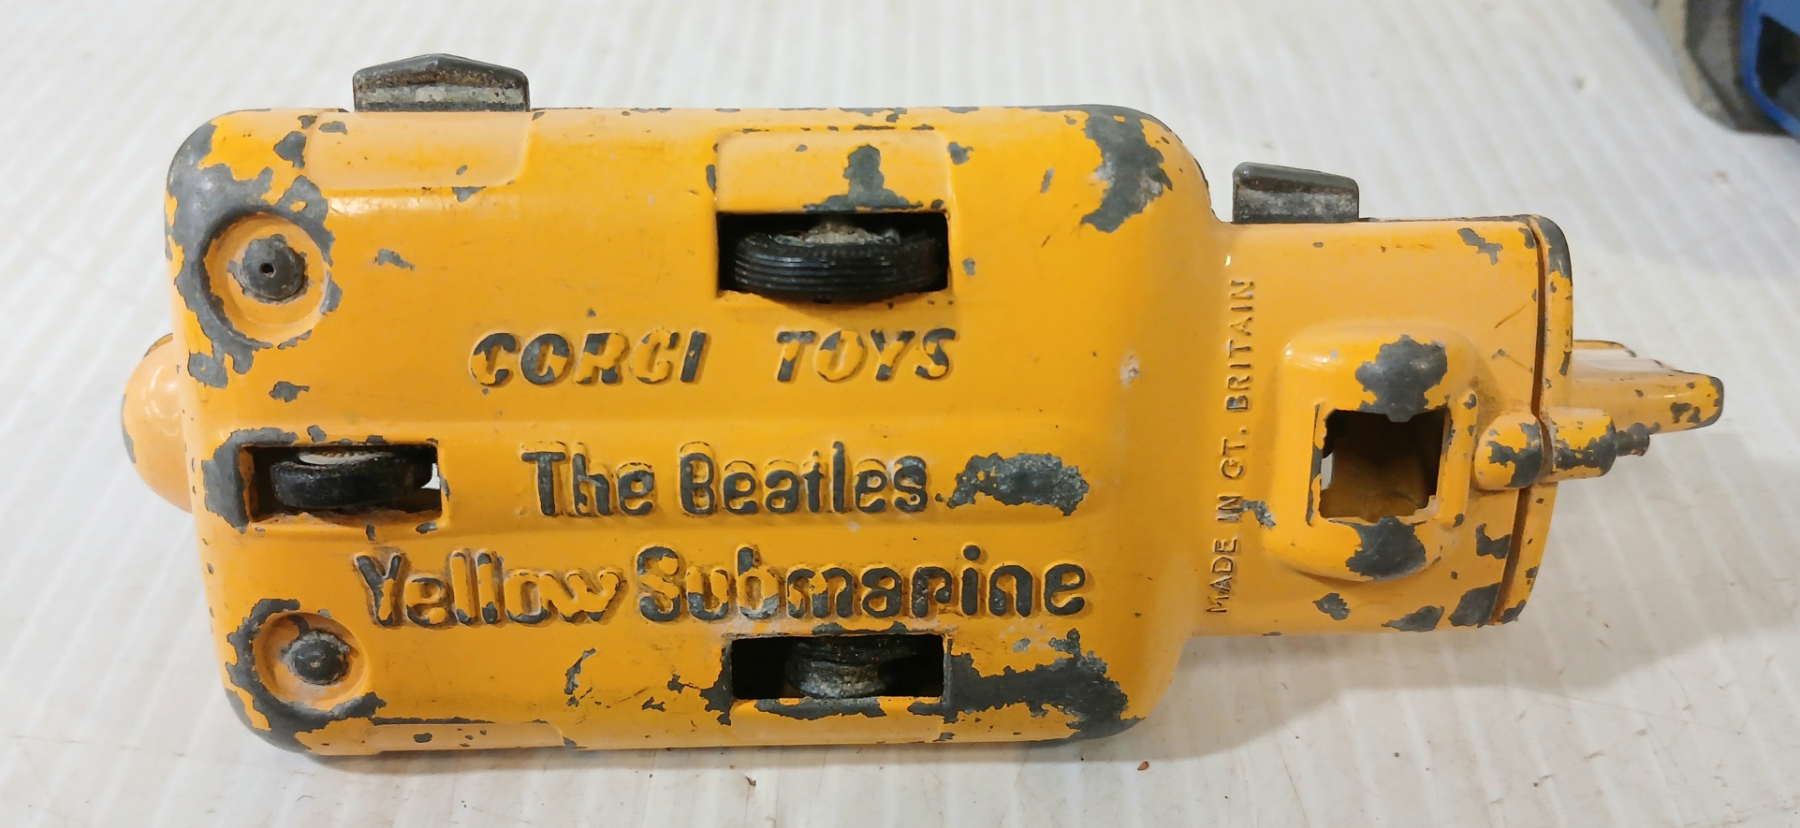 CORGI TOYS
The Beatles
Yellow Submarine
MADE IN GT. BRITAIN